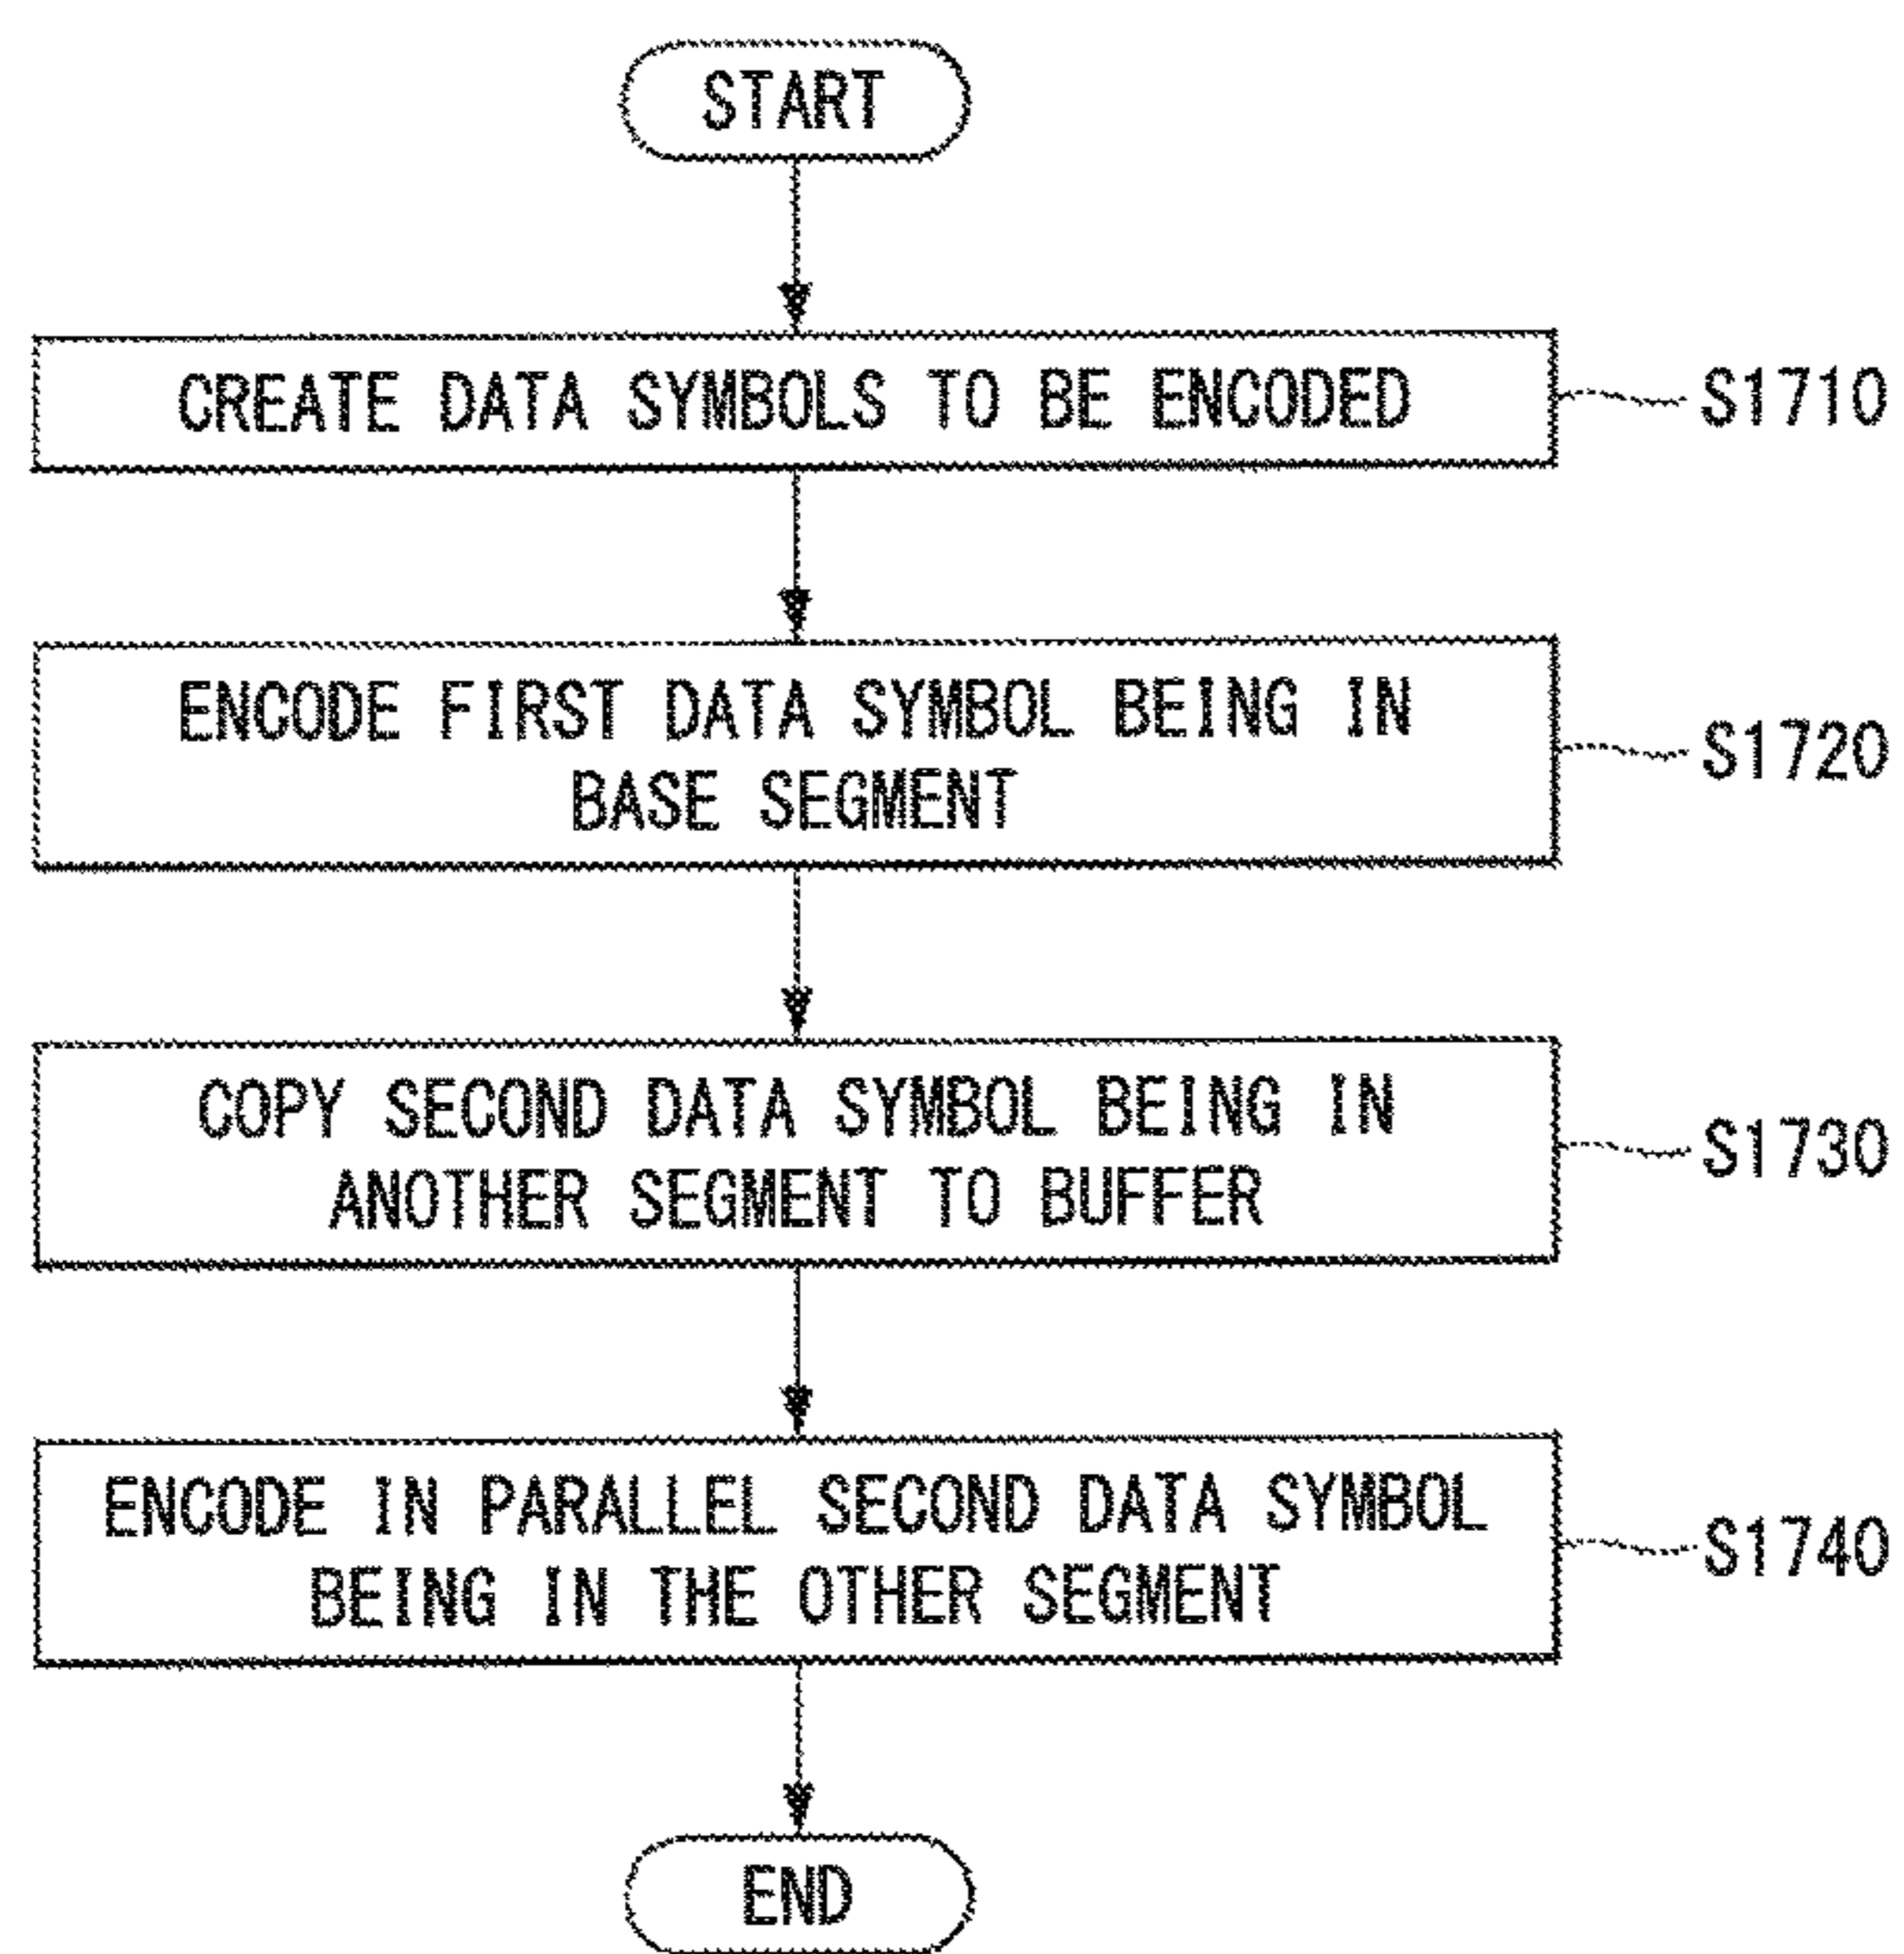 START
CREATE DATA SYMBOLS TO BE ENCODED
S1710
ENCODE FIRST DATA SYMBOL BEING IN
BASE SEGMENT
S1720
COPY SECOND DATA SYMBOL BEING IN
ANOTHER SEGMENT TO BUFFER
S1730
ENCODE IN PARALLEL SECOND DATA SYMBOL
BEING IN THE OTHER SEGMENT
S1740
END